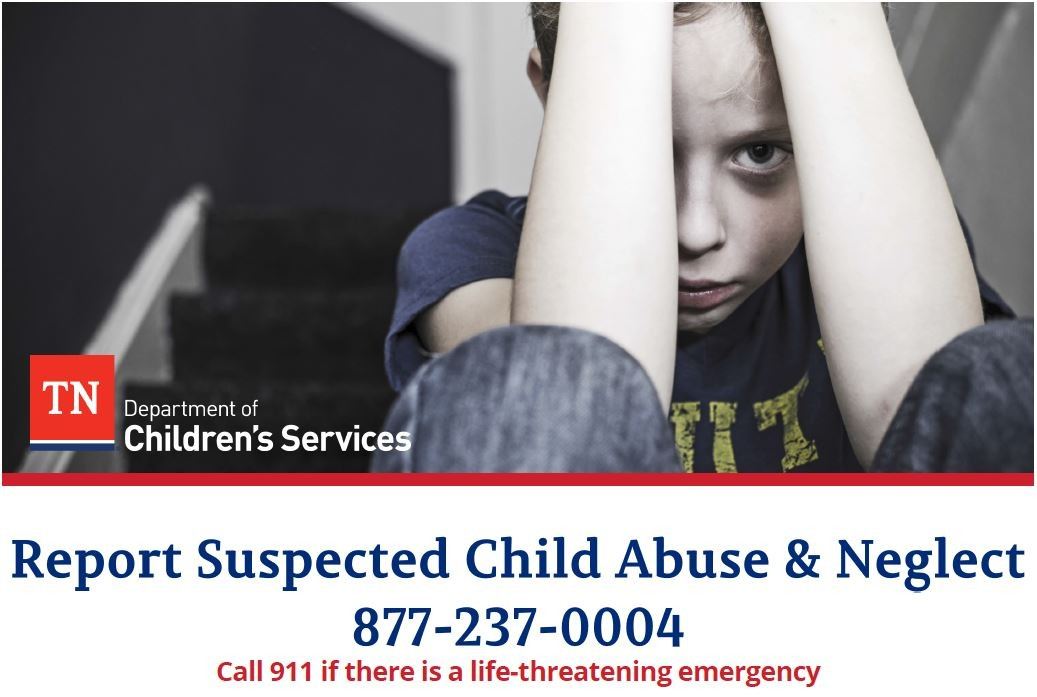 TN
Department of
Children's Services
Report Suspected Child Abuse & Neglect
877-237-0004
Call 911 if there is a life-threatening emergency